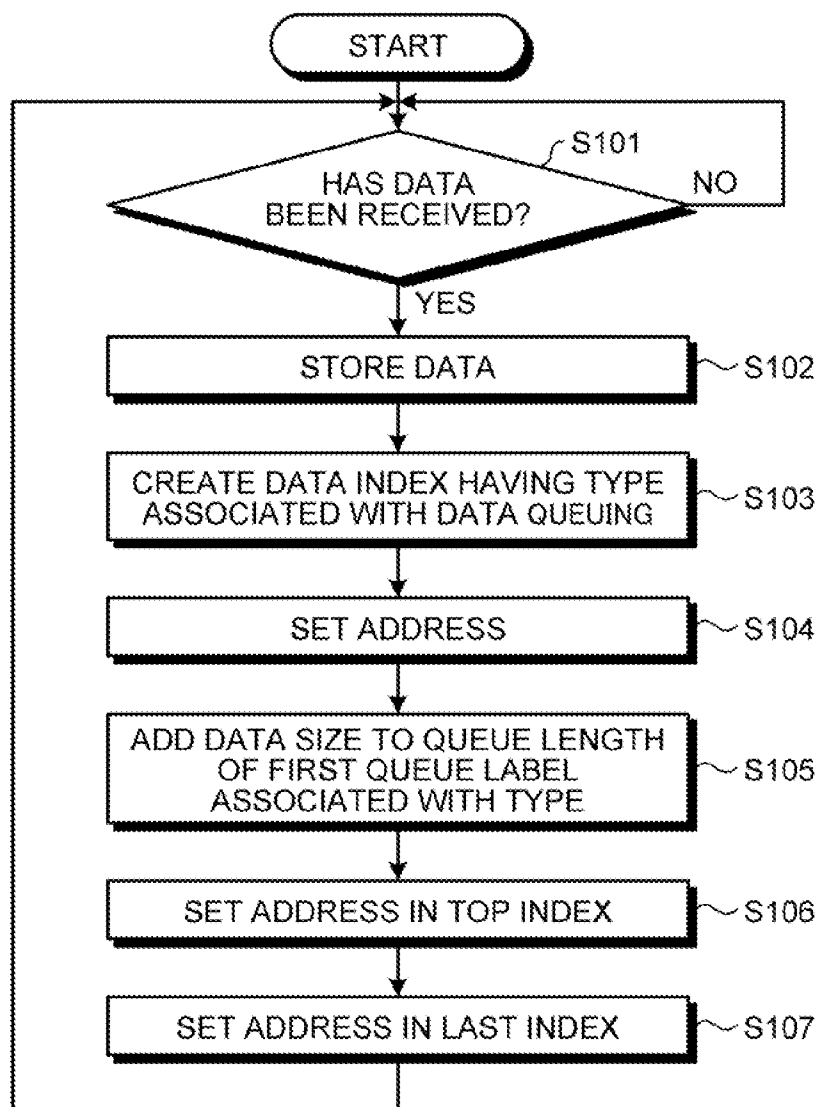 START
S101
HAS DATA
BEEN RECEIVED?
NO
YES
STORE DATA
S102
CREATE DATA INDEX HAVING TYPE
ASSOCIATED WITH DATA QUEUING
S103
SET ADDRESS
S104
ADD DATA SIZE TO QUEUE LENGTH
OF FIRST QUEUE LABEL
ASSOCIATED WITH TYPE
S105
SET ADDRESS IN TOP INDEX
S106
SET ADDRESS IN LAST INDEX
S107